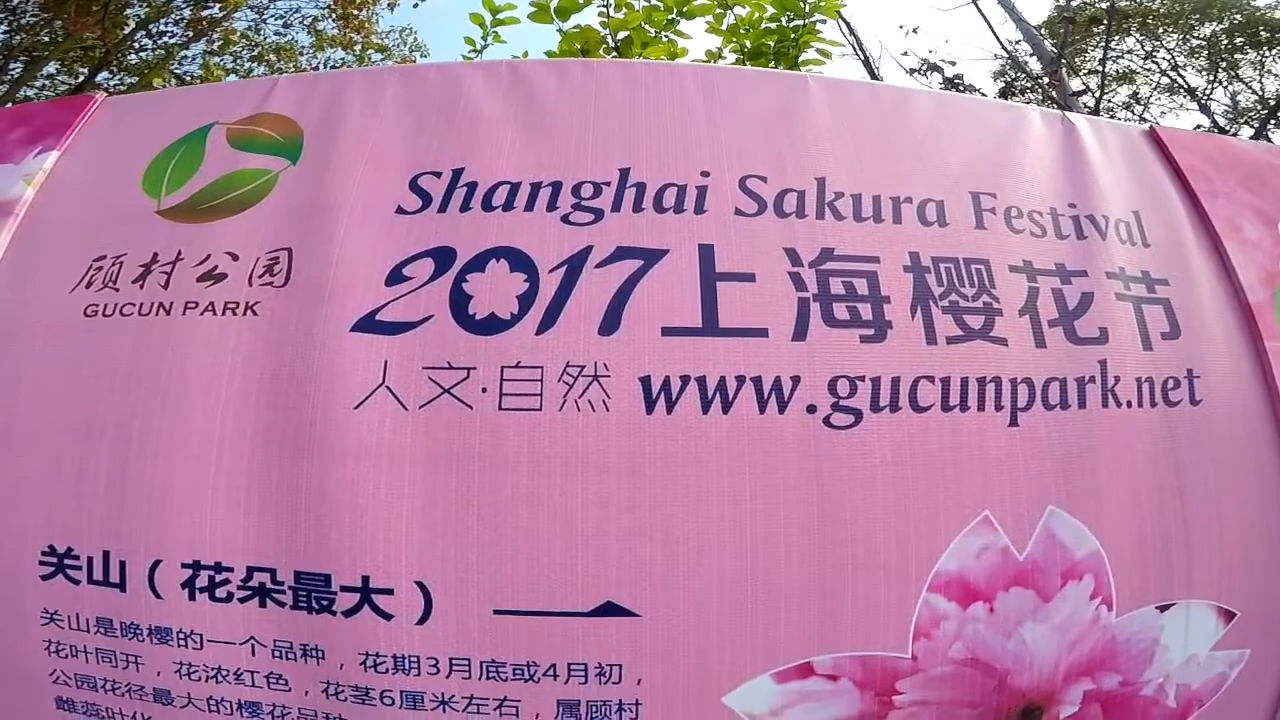 顾村公园
GUCUN PARK
Shanghai Sakura Festival
2017上海樱花节
人文·自然 www.gucunpark.net
关山（花朵最大）
关山是晚樱的一个品种，花期3月底或4月初，
花叶同开，花浓红色，花茎6厘米左右，属顾村
公园花径最大的樱花品种
雌蕊叶化